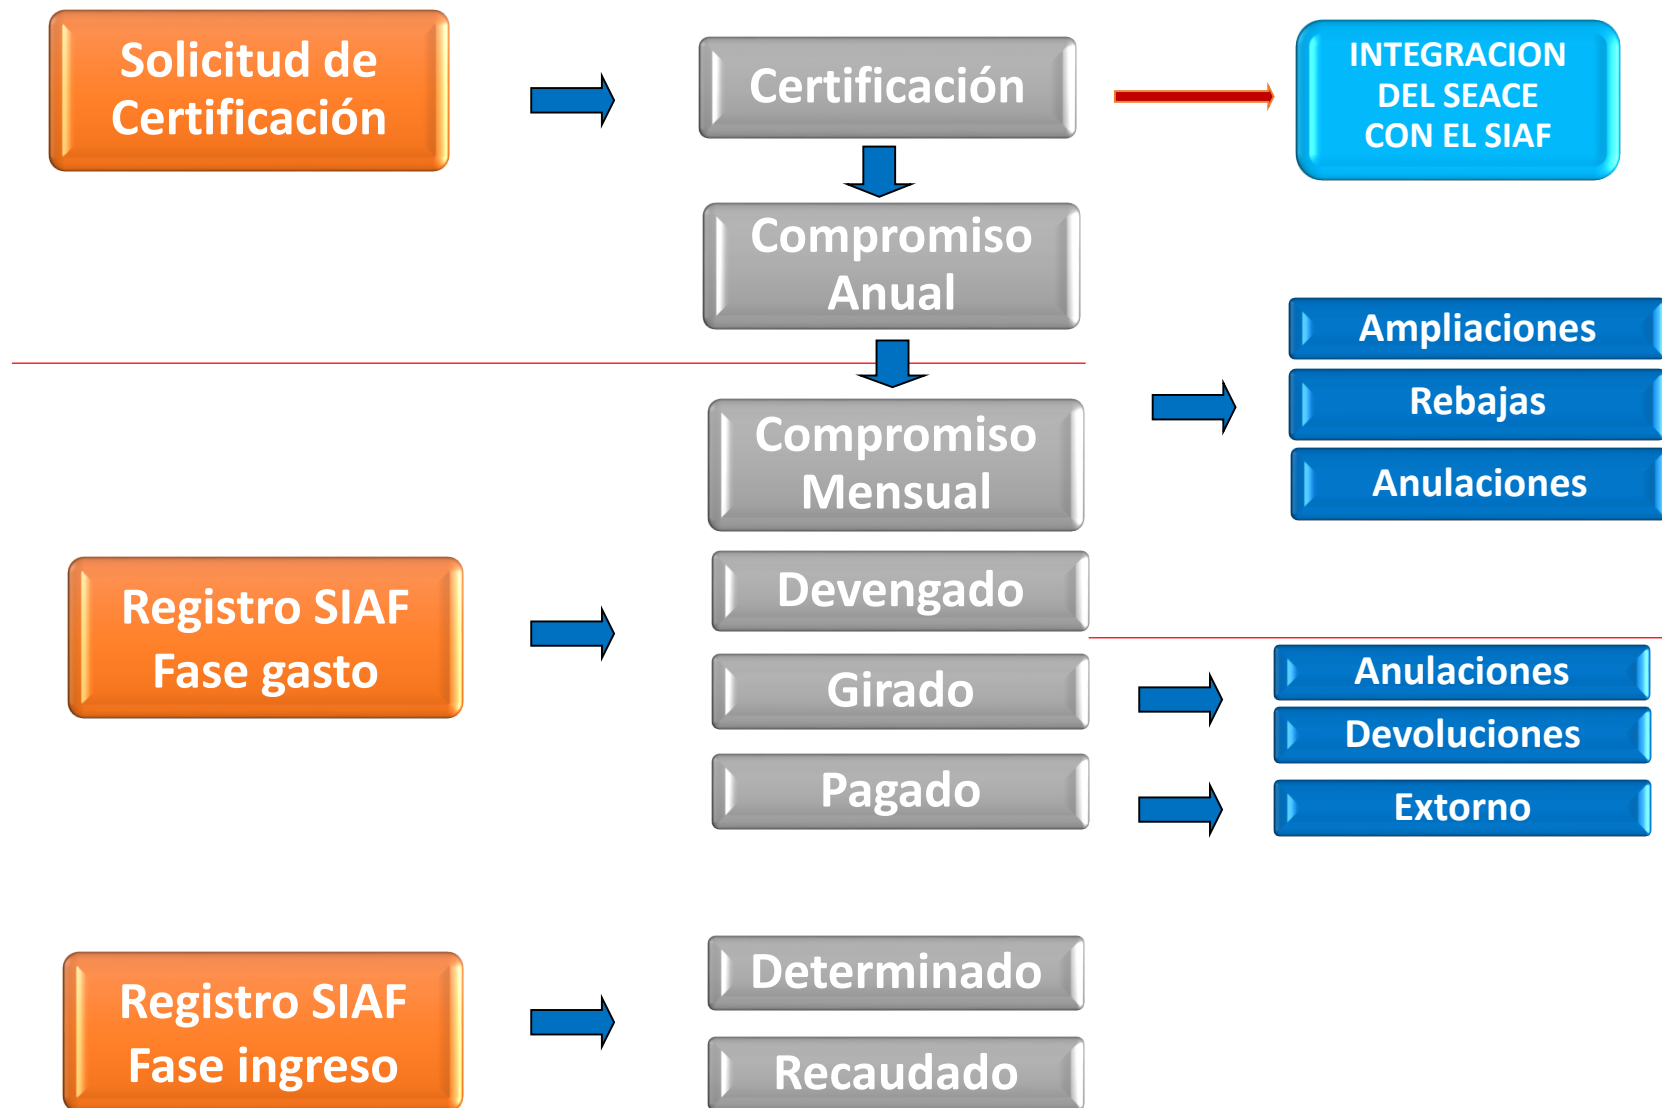 Solicitud de
Certificación
Certificación
INTEGRACION
DEL SEACE
CON EL SIAF
Compromiso
Anual
Ampliaciones
Rebajas
Anulaciones
Compromiso
Mensual
Registro SIAF
Fase gasto
Devengado
Girado
Pagado
Anulaciones
Devoluciones
Extorno
Registro SIAF
Fase ingreso
Determinado
Recaudado